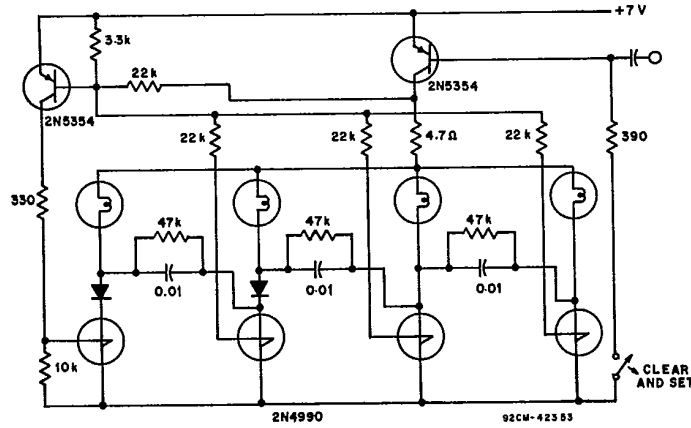 +7V
3.3k
22k
2N5354
2N5354
22k
22k
4.7Ω
22k
390
330
47k
47k
47k
0.01
0.01
0.01
10k
CLEAR
AND SET
2N4990
92CM-42353